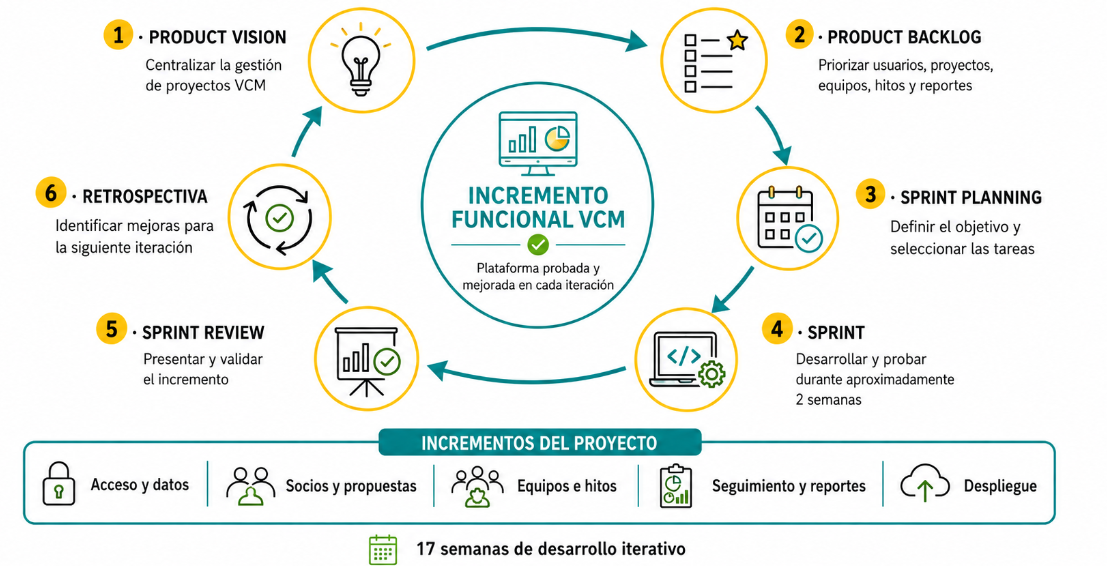 1 · PRODUCT VISION
Centralizar la gestión
de proyectos VCM
2 · PRODUCT BACKLOG
Priorizar usuarios, proyectos,
equipos, hitos y reportes
3 · SPRINT PLANNING
Definir el objetivo y
seleccionar las tareas
4 · SPRINT
Desarrollar y probar
durante aproximadamente
2 semanas
5 · SPRINT REVIEW
Presentar y validar
el incremento
6 · RETROSPECTIVA
Identificar mejoras para
la siguiente iteración
INCREMENTO
FUNCIONAL VCM
Plataforma probada y
mejorada en cada iteración
INCREMENTOS DEL PROYECTO
Acceso y datos
Socios y propuestas
Equipos e hitos
Seguimiento y reportes
Despliegue
17 semanas de desarrollo iterativo